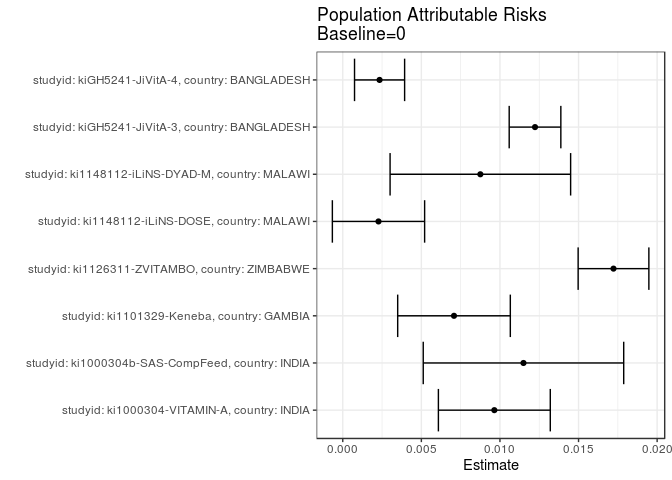 Population Attributable Risks
Baseline=0
studyid: kiGH5241-JiVitA-4, country: BANGLADESH
studyid: kiGH5241-JiVitA-3, country: BANGLADESH
studyid: ki1148112-iLiNS-DYAD-M, country: MALAWI
studyid: ki1148112-iLiNS-DOSE, country: MALAWI
studyid: ki1126311-ZVITAMBO, country: ZIMBABWE
studyid: ki1101329-Keneba, country: GAMBIA
studyid: ki1000304b-SAS-CompFeed, country: INDIA
studyid: ki1000304-VITAMIN-A, country: INDIA
0.000 0.005 0.010 0.015 0.020
Estimate